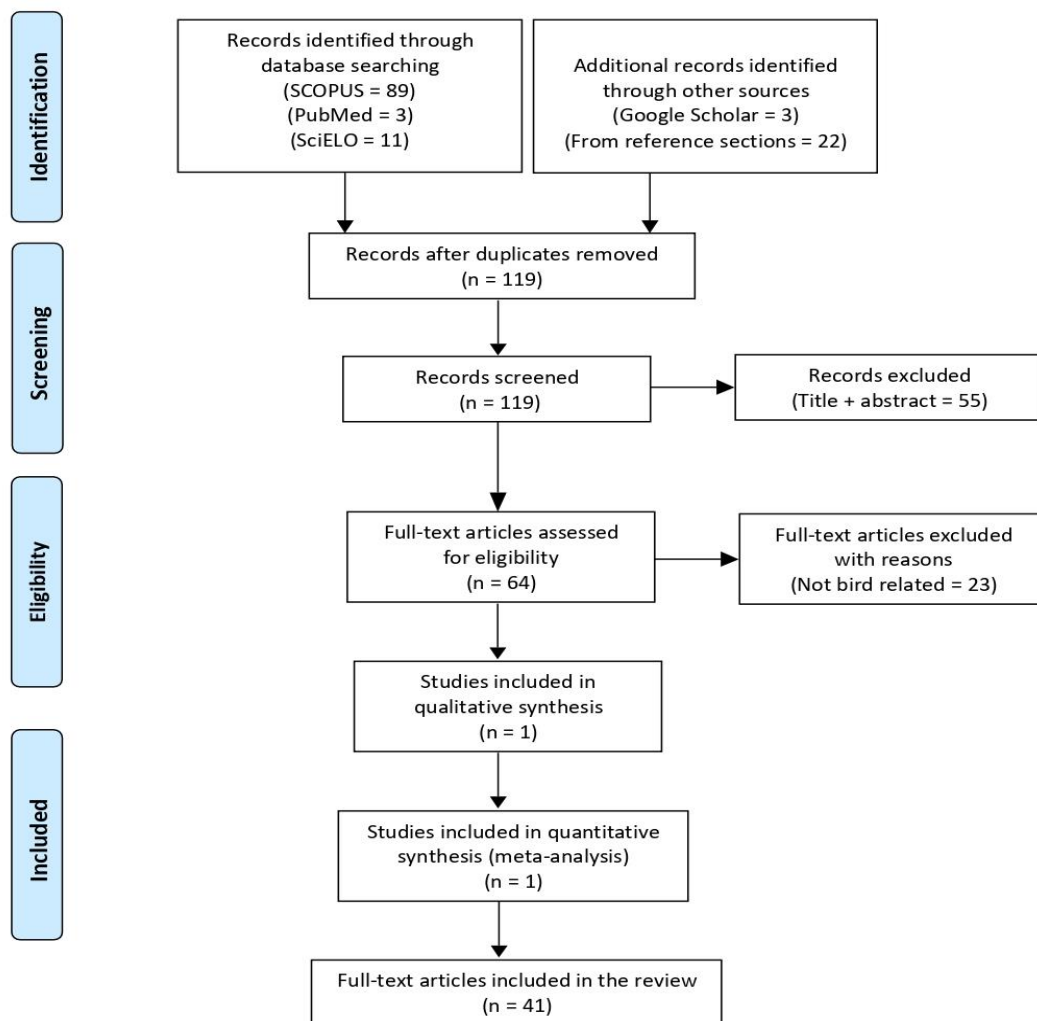 Identification
Records identified through
database searching
(SCOPUS = 89)
(PubMed = 3)
(SciELO = 11)
Additional records identified
through other sources
(Google Scholar = 3)
(From reference sections = 22)
Screening
Records after duplicates removed
(n = 119)
Records screened
(n = 119)
Records excluded
(Title + abstract = 55)
Eligibility
Full-text articles assessed
for eligibility
(n = 64)
Full-text articles excluded
with reasons
(Not bird related = 23)
Studies included in
qualitative synthesis
(n = 1)
Included
Studies included in quantitative
synthesis (meta-analysis)
(n = 1)
Full-text articles included in the review
(n = 41)